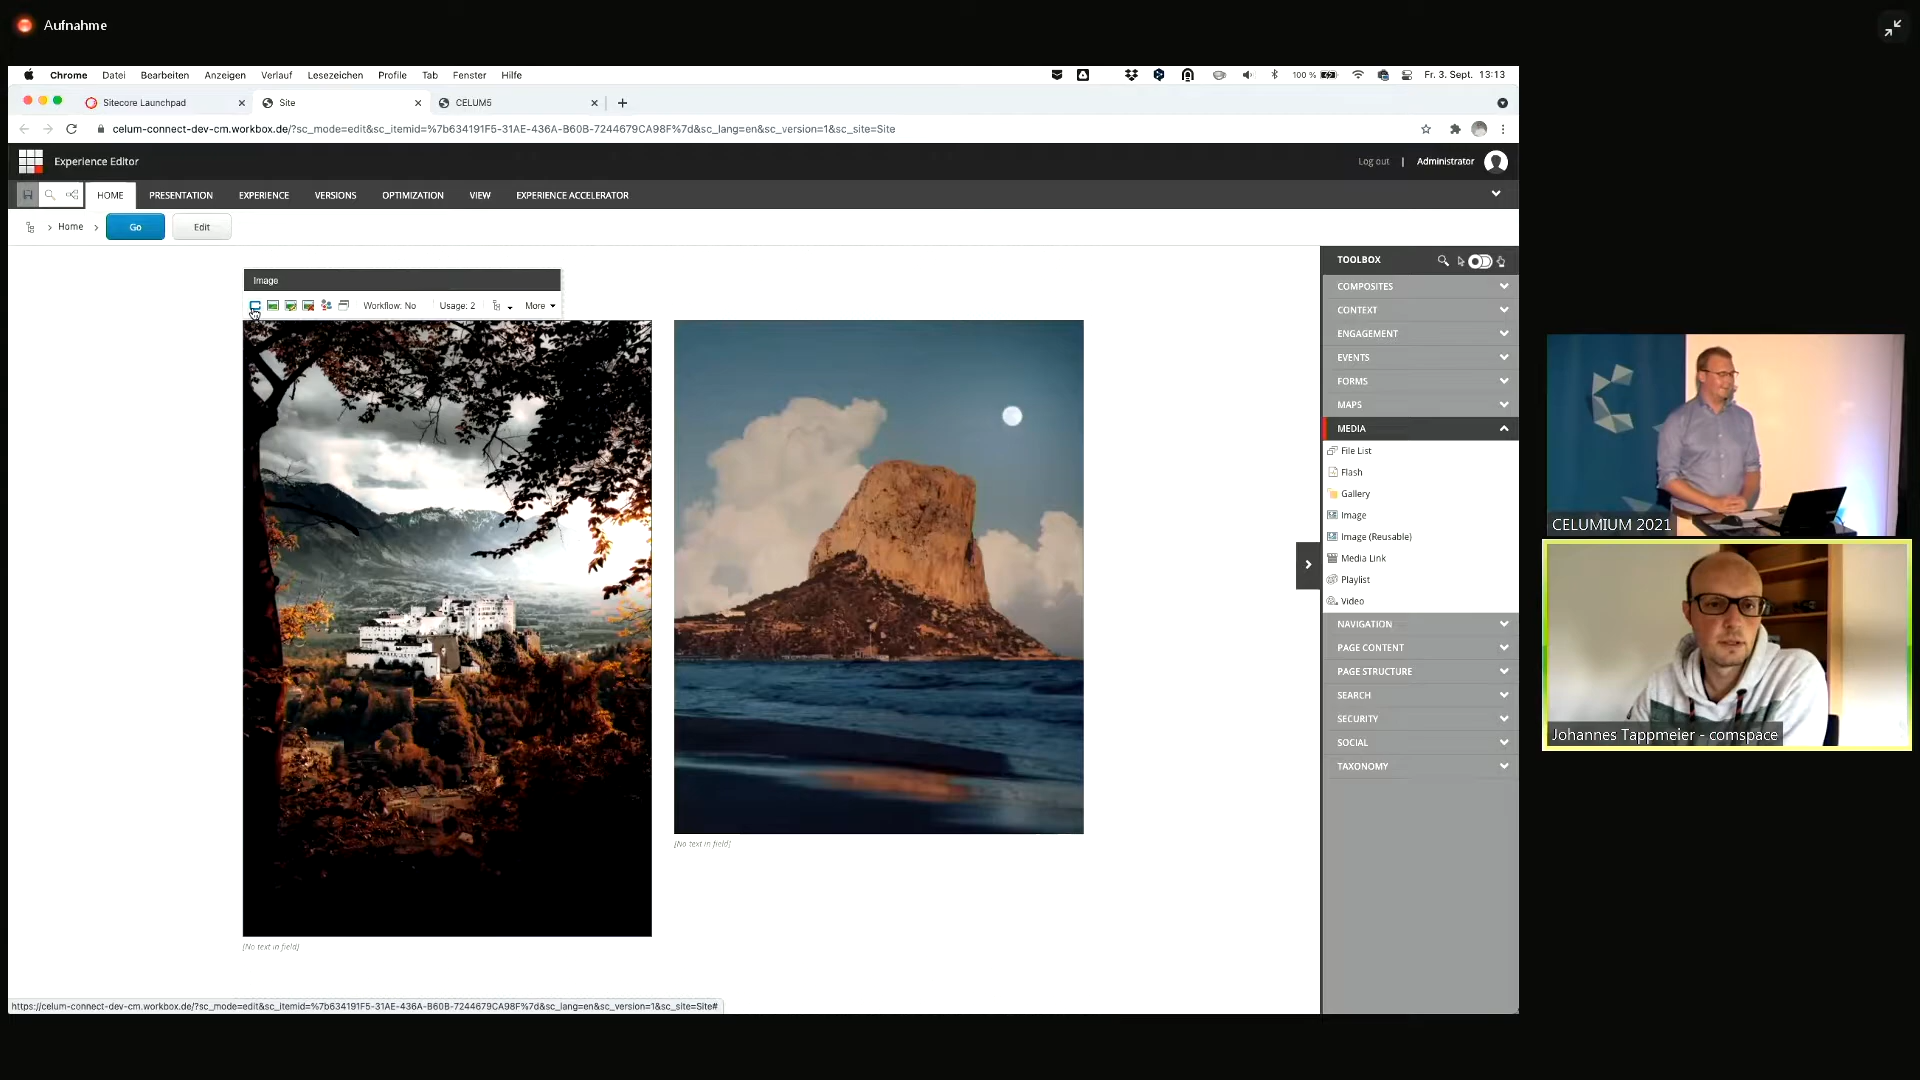 Aufnahme
Chrome Datei Bearbeiten Anzeigen Verlauf Lesezeichen Profile Tab Fenster Hilfe
100 % Fr. 3. Sept. 13:13
Sitecore Launchpad Site CELUM5
celum-connect-dev-cm.workbox.de/?sc_mode=edit&sc_itemid=%7b634191F5-31AE-436A-B60B-7244679CA98F%7d&sc_lang=en&sc_version=1&sc_site=Site
Experience Editor
Log out | Administrator
HOME PRESENTATION EXPERIENCE VERSIONS OPTIMIZATION VIEW EXPERIENCE ACCELERATOR
Home Go Edit
Image
Workflow: No Usage: 2 More
[No text in field]
[No text in field]
TOOLBOX
COMPOSITES
CONTEXT
ENGAGEMENT
EVENTS
FORMS
MAPS
MEDIA
File List
Flash
Gallery
Image
Image (Reusable)
Media Link
Playlist
Video
NAVIGATION
PAGE CONTENT
PAGE STRUCTURE
SEARCH
SECURITY
SOCIAL
TAXONOMY
https://celum-connect-dev-cm.workbox.de/?sc_mode=edit&sc_itemid=%7b634191F5-31AE-436A-B60B-7244679CA98F%7d&sc_lang=en&sc_version=1&sc_site=Site#
CELUMIUM 2021
Johannes Tappmeier - comspace